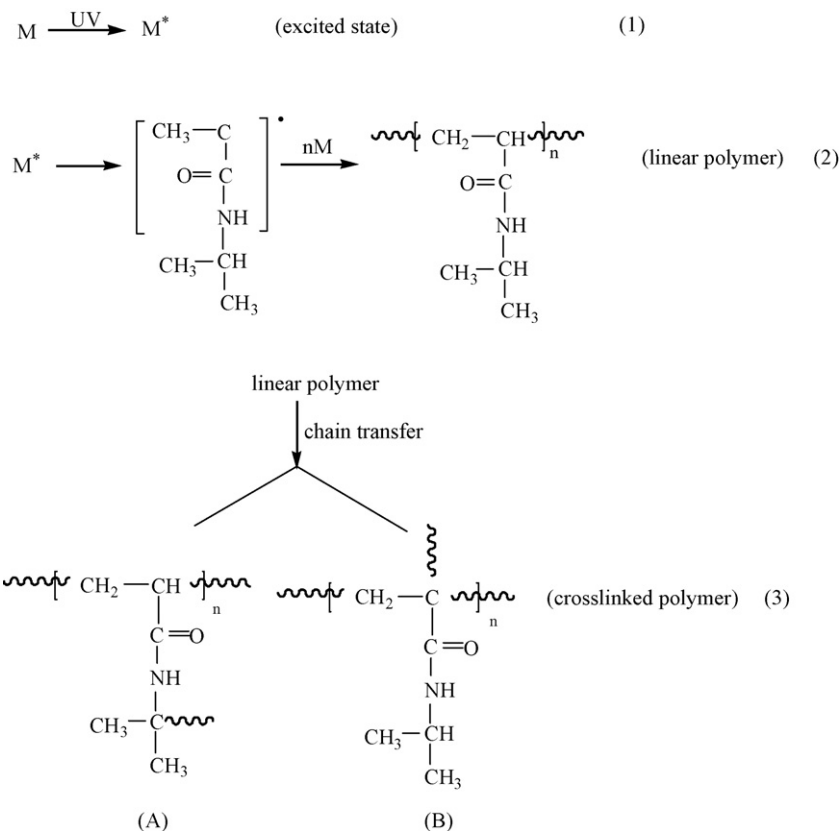 M UV M* (excited state) (1)
CH3 C CH2 CH
M* O=C nM O=C n (linear polymer) (2)
NH NH
CH3 CH CH3 CH
CH3 CH3
linear polymer
chain transfer
CH2 CH n CH2 C n (crosslinked polymer) (3)
C=O C=O
NH NH
CH3 C CH3 CH
CH3 CH3
(A) (B)